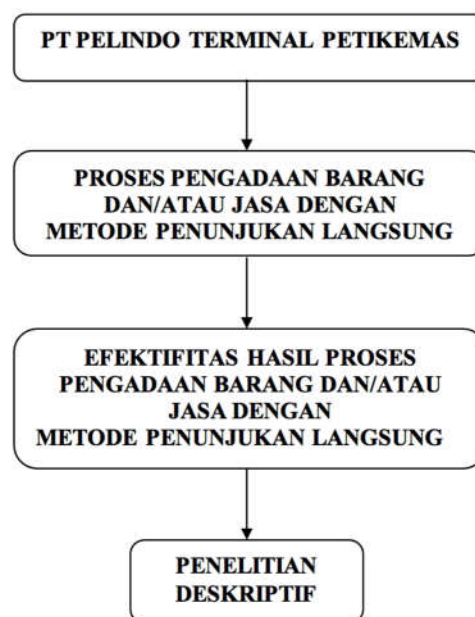 PT PELINDO TERMINAL PETIKEMAS
PROSES PENGADAAN BARANG
DAN/ATAU JASA DENGAN
METODE PENUNJUKAN LANGSUNG
EFEKTIFITAS HASIL PROSES
PENGADAAN BARANG DAN/ATAU
JASA DENGAN
METODE PENUNJUKAN LANGSUNG
PENELITIAN
DESKRIPTIF